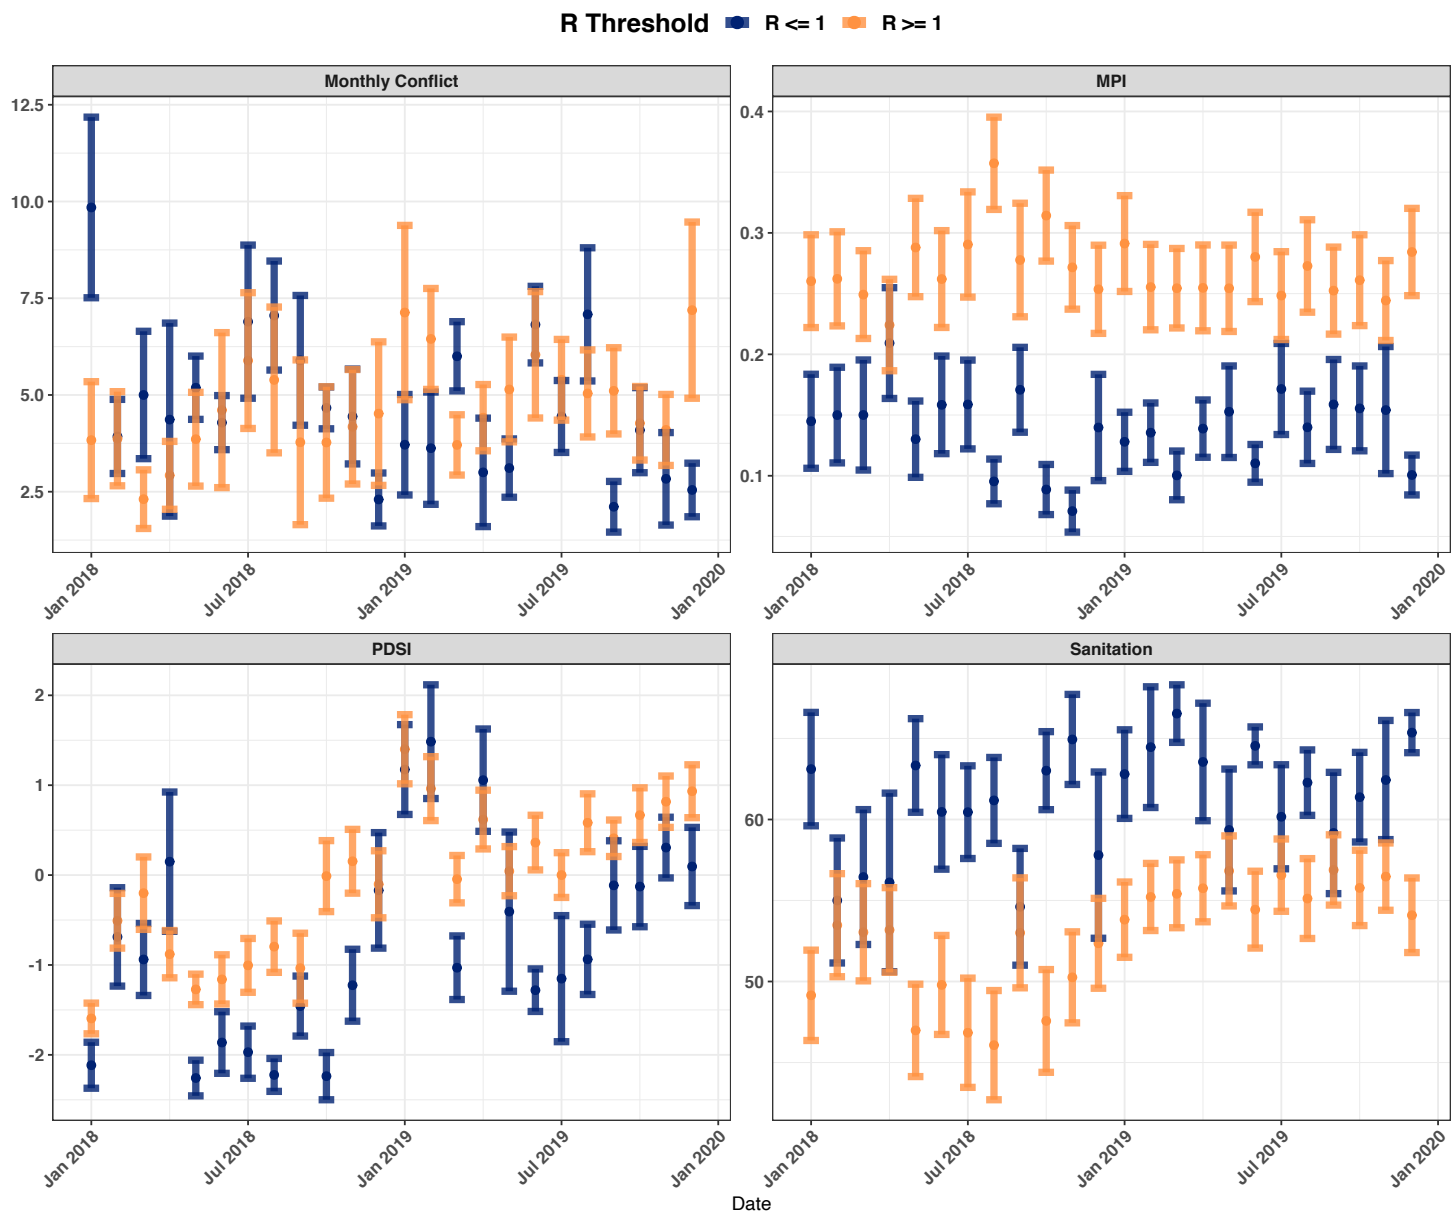 R Threshold R <= 1 R >= 1
Monthly Conflict
12.5
10.0
7.5
5.0
2.5
Jan 2018
Jul 2018
Jan 2019
Jul 2019
Jan 2020
MPI
0.4
0.3
0.2
0.1
Jan 2018
Jul 2018
Jan 2019
Jul 2019
Jan 2020
PDSI
2
1
0
-1
-2
Jan 2018
Jul 2018
Jan 2019
Jul 2019
Jan 2020
Sanitation
60
50
Jan 2018
Jul 2018
Jan 2019
Jul 2019
Jan 2020
Date